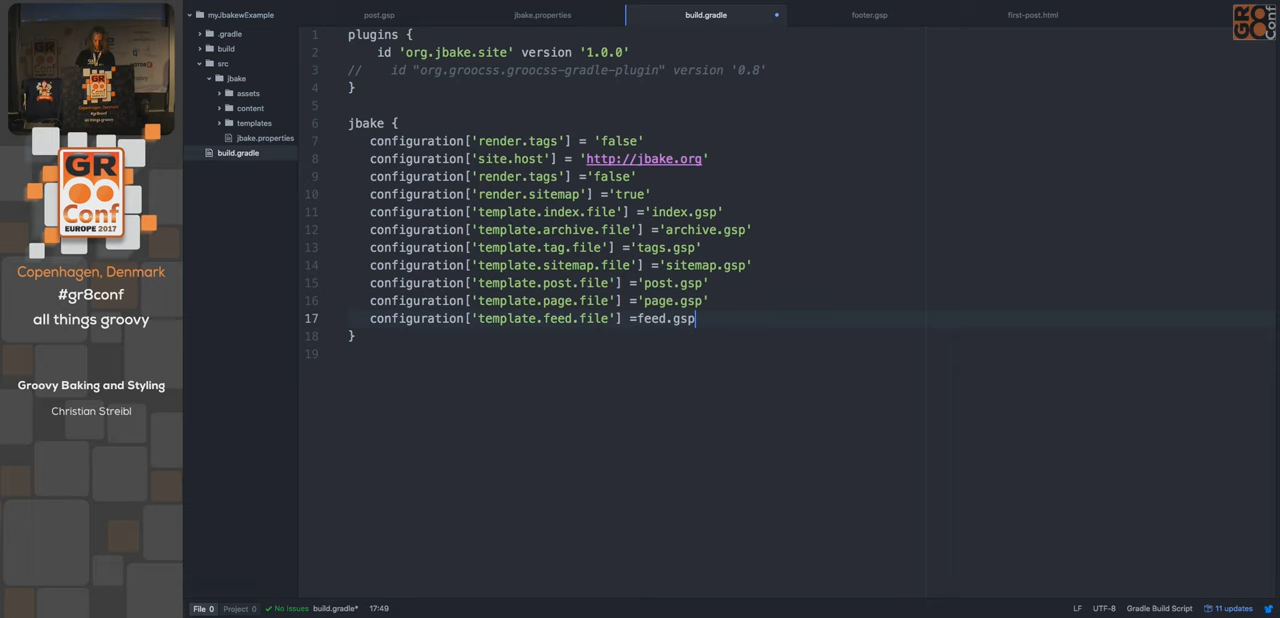 GR
Conf
EUROPE 2017
Copenhagen, Denmark
#gr8conf
all things groovy
Groovy Baking and Styling
Christian Streibl
myJbakewExample
.gradle
build
src
jbake
assets
content
templates
jbake.properties
build.gradle
post.gsp
jbake.properties
build.gradle
footer.gsp
first-post.html
GR
Conf
1 plugins {
2 id 'org.jbake.site' version '1.0.0'
3 // id "org.groocss.groocss-gradle-plugin" version '0.8'
4 }
5
6 jbake {
7 configuration['render.tags'] = 'false'
8 configuration['site.host'] = 'http://jbake.org'
9 configuration['render.tags'] ='false'
10 configuration['render.sitemap'] ='true'
11 configuration['template.index.file'] ='index.gsp'
12 configuration['template.archive.file'] ='archive.gsp'
13 configuration['template.tag.file'] ='tags.gsp'
14 configuration['template.sitemap.file'] ='sitemap.gsp'
15 configuration['template.post.file'] ='post.gsp'
16 configuration['template.page.file'] ='page.gsp'
17 configuration['template.feed.file'] =feed.gsp
18 }
19
File 0 Project 0 No Issues build.gradle* 17:49 LF UTF-8 Gradle Build Script 11 updates